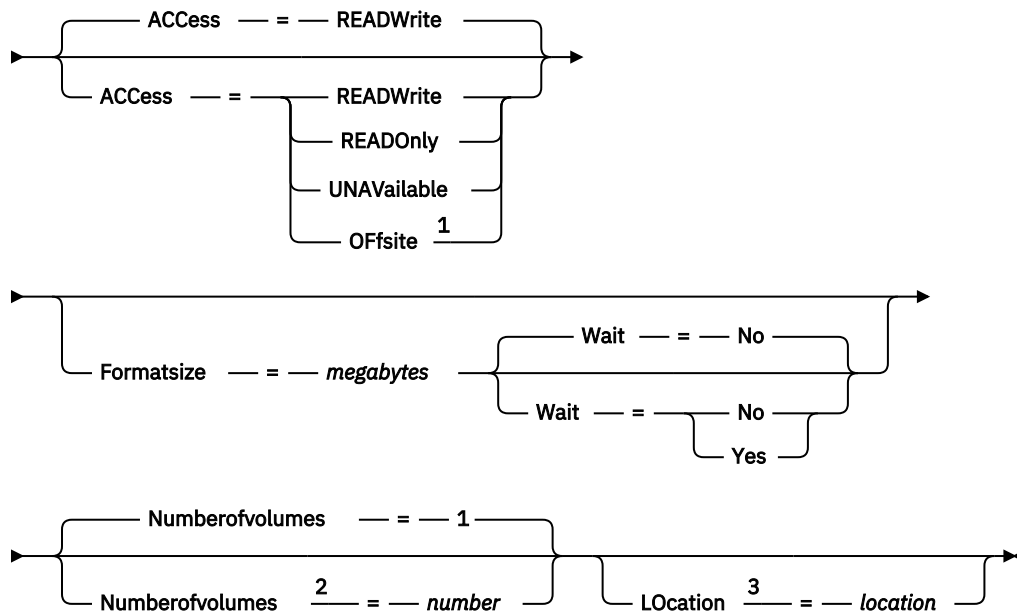 ACCess = READWrite
ACCess = READWrite
READOnly
UNAVailable
OFfsite 1
Wait = No
Formatsize = megabytes
Wait = No
Yes
Numberofvolumes = 1
Numberofvolumes 2 = number LOcation 3 = location